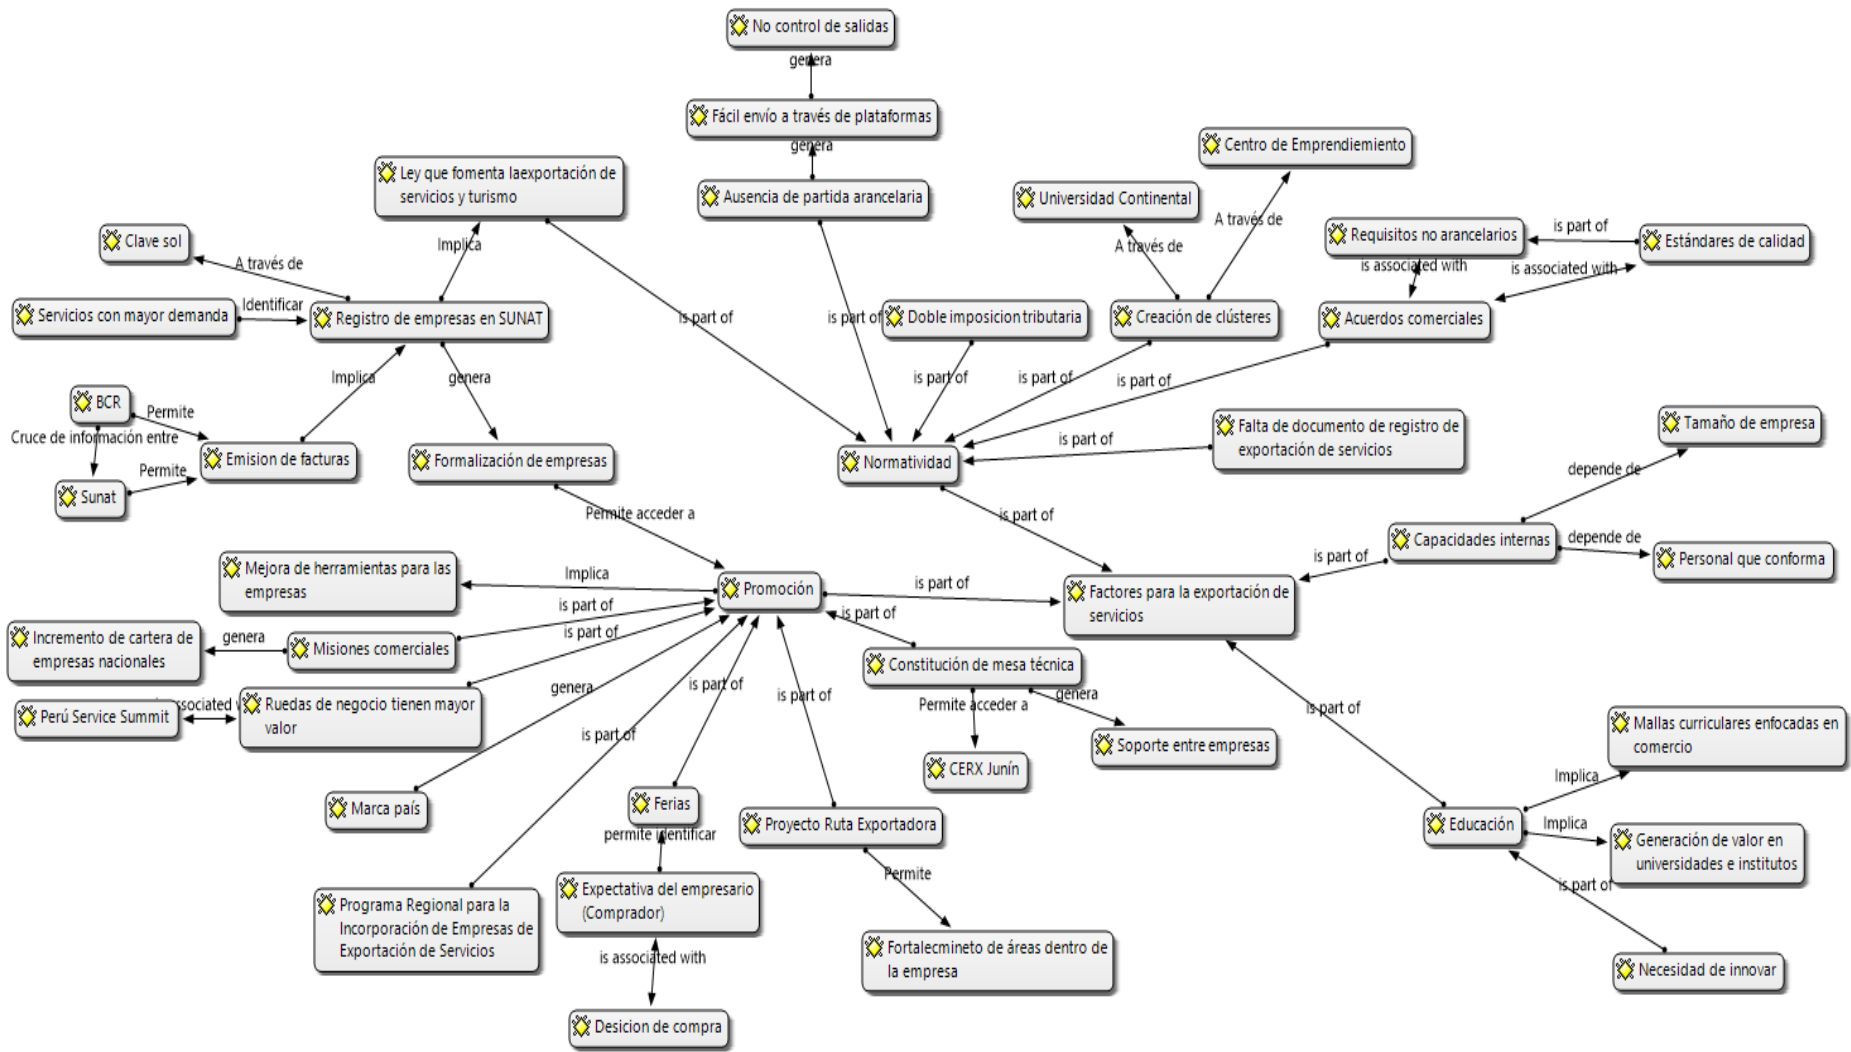 No control de salidas
genera
Fácil envío a través de plataformas
genera
Ausencia de partida arancelaria
is part of
Centro de Emprendiemiento
A través de
Universidad Continental
A través de
Ley que fomenta laexportación de
servicios y turismo
Implica
is part of
Clave sol
A través de
Servicios con mayor demanda
Identificar
Registro de empresas en SUNAT
Doble imposicion tributaria
is part of
Creación de clústeres
is part of
Requisitos no arancelarios
is part of
Estándares de calidad
is associated with
is associated with
Acuerdos comerciales
is part of
Implica
genera
BCR
Permite
Cruce de información entre
Emision de facturas
Permite
Sunat
Formalización de empresas
Permite acceder a
Normatividad
is part of
Falta de documento de registro de
exportación de servicios
is part of
Tamaño de empresa
depende de
Capacidades internas
depende de
Personal que conforma
is part of
Mejora de herramientas para las
empresas
Implica
Promoción
is part of
Factores para la exportación de
servicios
is part of
is part of
is part of
Incremento de cartera de
empresas nacionales
genera
Misiones comerciales
Constitución de mesa técnica
Permite acceder a
genera
Perú Service Summit
ssociated w
Ruedas de negocio tienen mayor
valor
genera
is part of
is part of
is part of
is part of
Soporte entre empresas
CERX Junín
Mallas curriculares enfocadas en
comercio
Implica
Marca país
Ferias
permite identificar
Proyecto Ruta Exportadora
Permite
Educación
Implica
Generación de valor en
universidades e institutos
is part of
Programa Regional para la
Incorporación de Empresas de
Exportación de Servicios
Expectativa del empresario
(Comprador)
is associated with
Fortalecmineto de áreas dentro de
la empresa
Necesidad de innovar
Desicion de compra